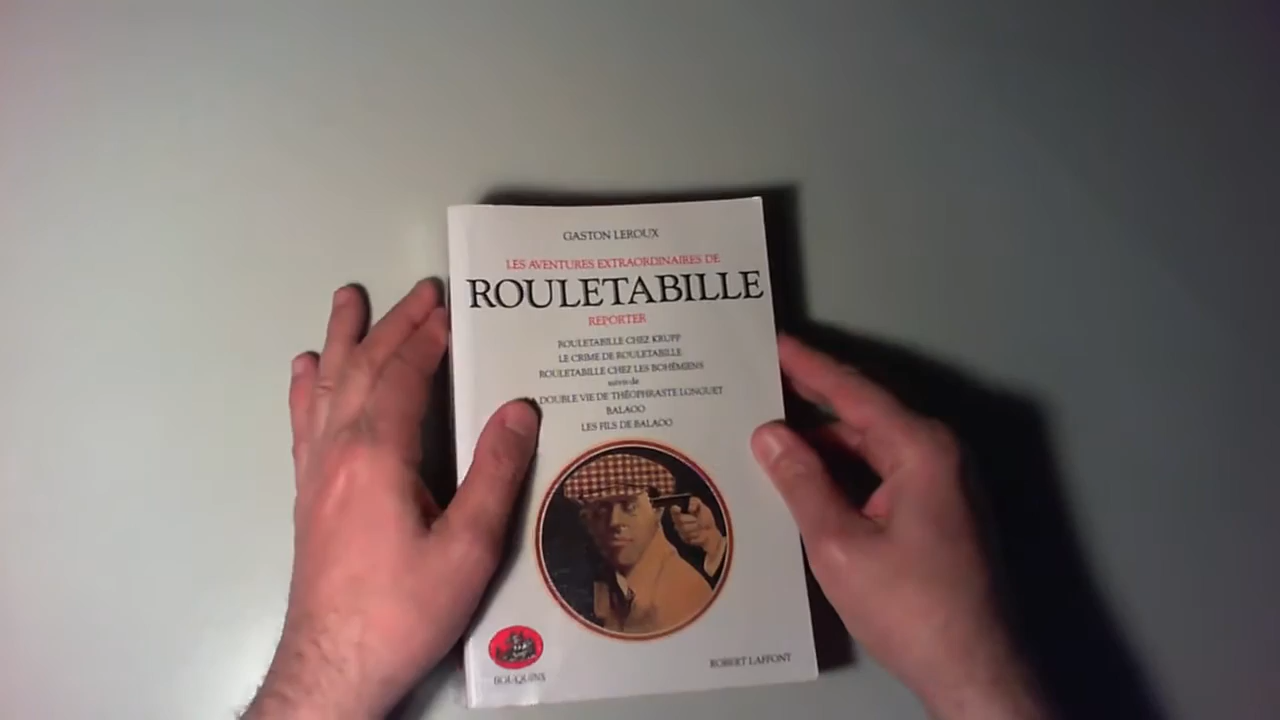 GASTON LEROUX
LES AVENTURES EXTRAORDINAIRES DE
ROULETABILLE
REPORTER
ROULETABILLE CHEZ KRUPP
LE CRIME DE ROULETABILLE
ROULETABILLE CHEZ LES BOHÉMIENS
suivis de
DOUBLE VIE DE THÉOPHRASTE LONGUET
BALAOO
LES FILS DE BALAOO
BOUQUINS
ROBERT LAFFONT